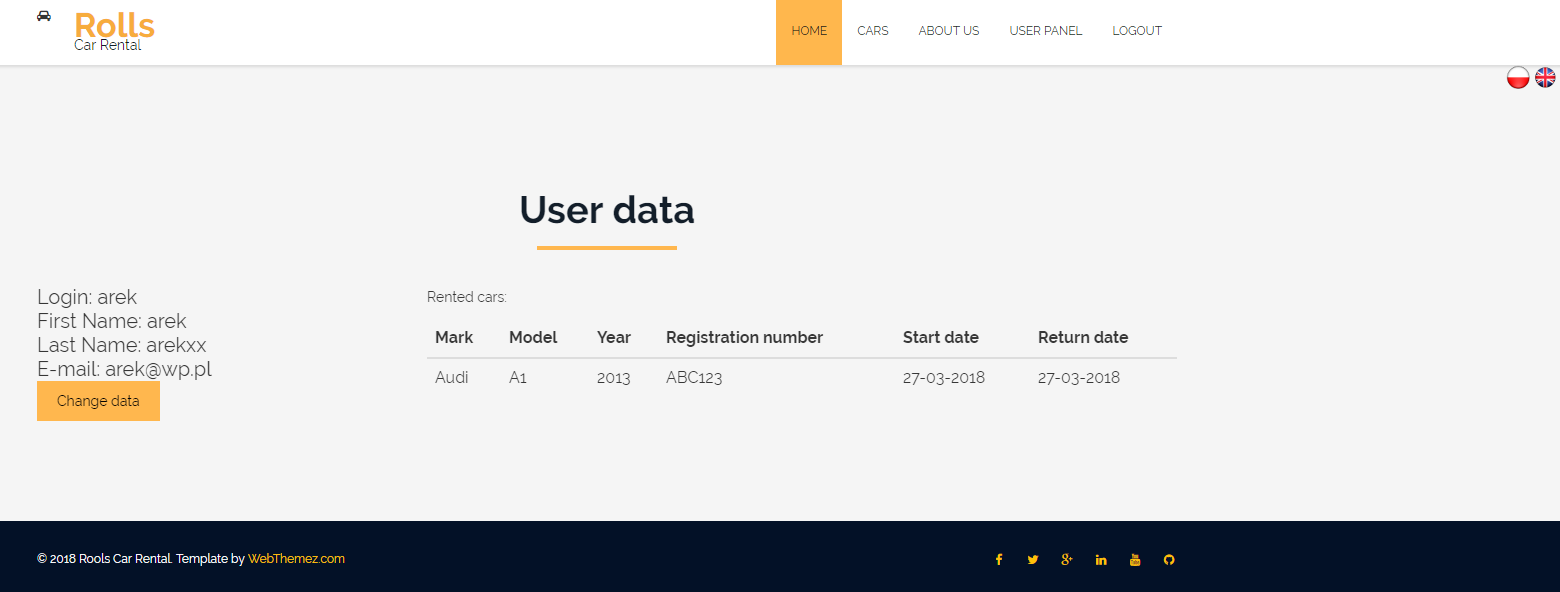 Rolls
Car Rental
HOME CARS ABOUT US USER PANEL LOGOUT
User data
Login: arek
First Name: arek
Last Name: arekxx
E-mail: arek@wp.pl
Change data
Rented cars:
Mark Model Year Registration number Start date Return date
Audi A1 2013 ABC123 27-03-2018 27-03-2018
© 2018 Rools Car Rental. Template by WebThemez.com